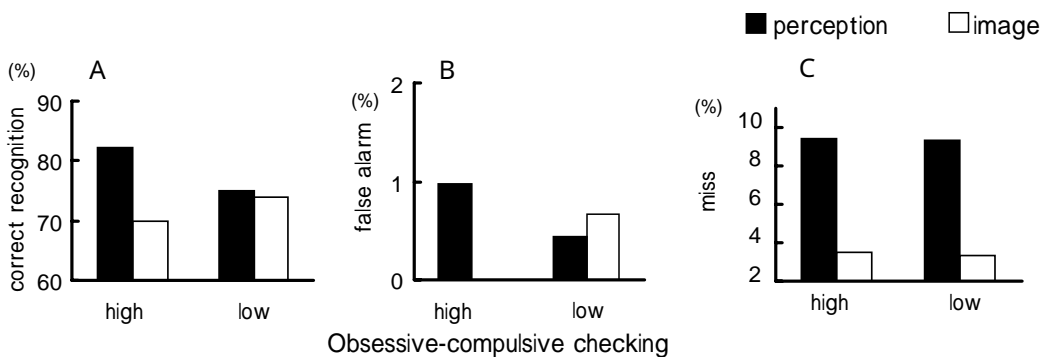 perception image
A
(%)
correct recognition
90
80
70
60
high low
B
(%)
false alarm
2
1
0
high low
C
(%)
miss
10
8
6
4
2
high low
Obsessive-compulsive checking